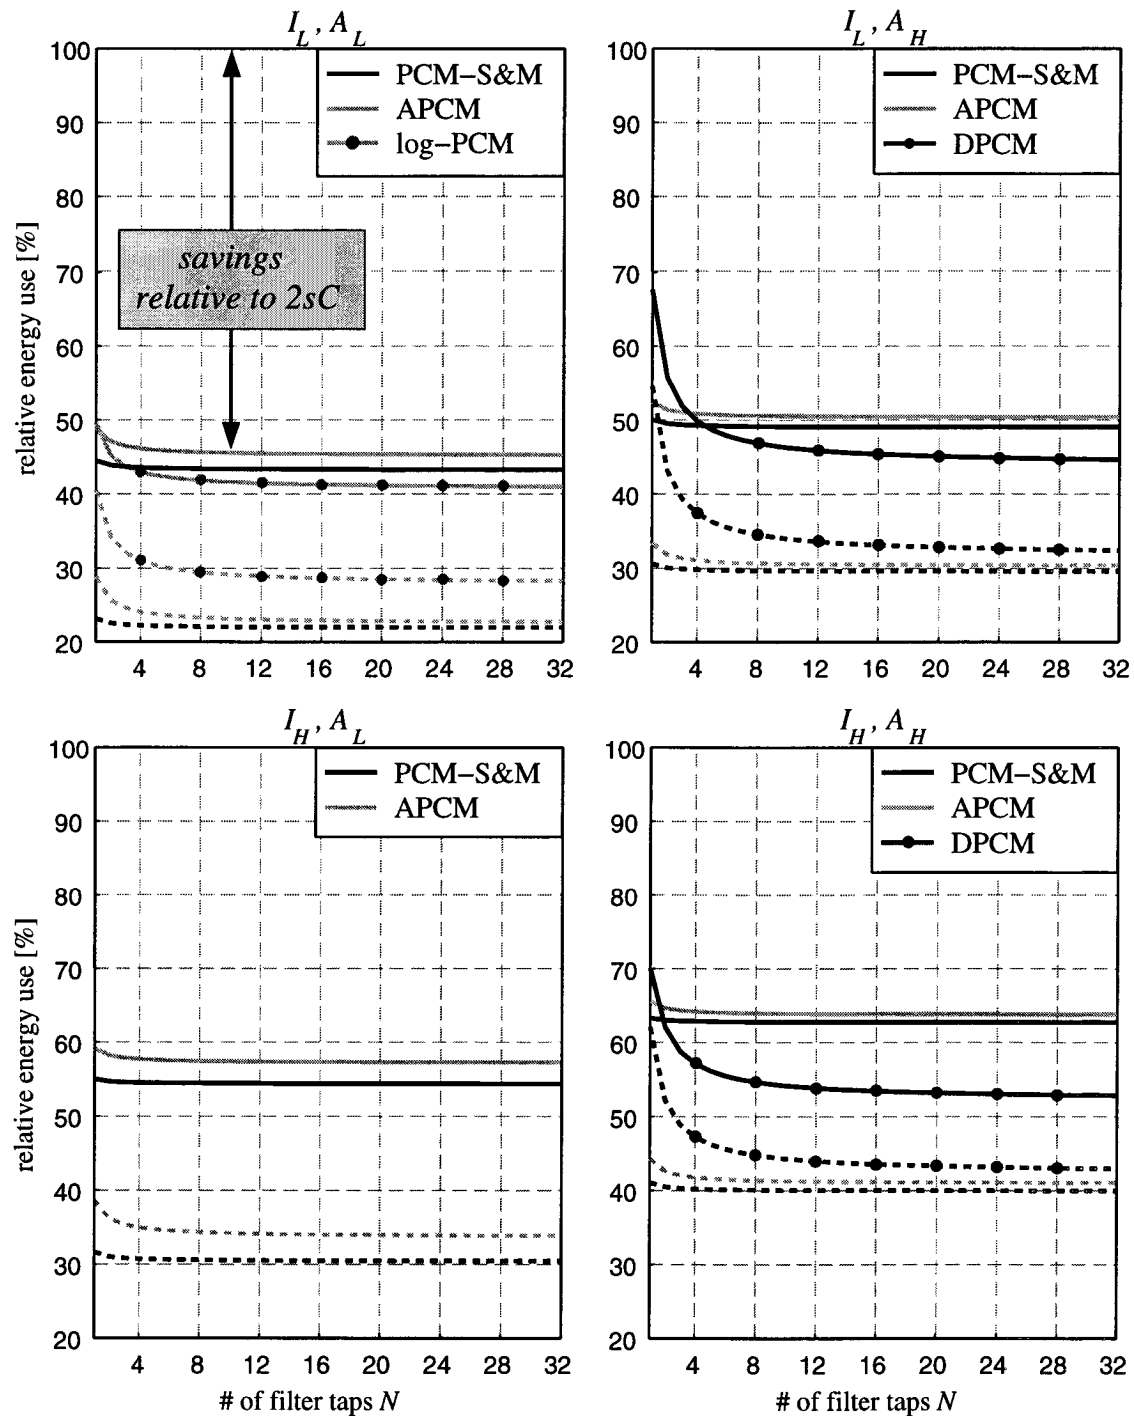 I_L, A_L
100
90
80
70
60
50
40
30
20
relative energy use [%]
PCM–S&M
APCM
log–PCM
savings
relative to 2sC
4 8 12 16 20 24 28 32
I_L, A_H
100
90
80
70
60
50
40
30
20
PCM–S&M
APCM
DPCM
4 8 12 16 20 24 28 32
I_H, A_L
100
90
80
70
60
50
40
30
20
relative energy use [%]
PCM–S&M
APCM
4 8 12 16 20 24 28 32
# of filter taps N
I_H, A_H
100
90
80
70
60
50
40
30
20
PCM–S&M
APCM
DPCM
4 8 12 16 20 24 28 32
# of filter taps N